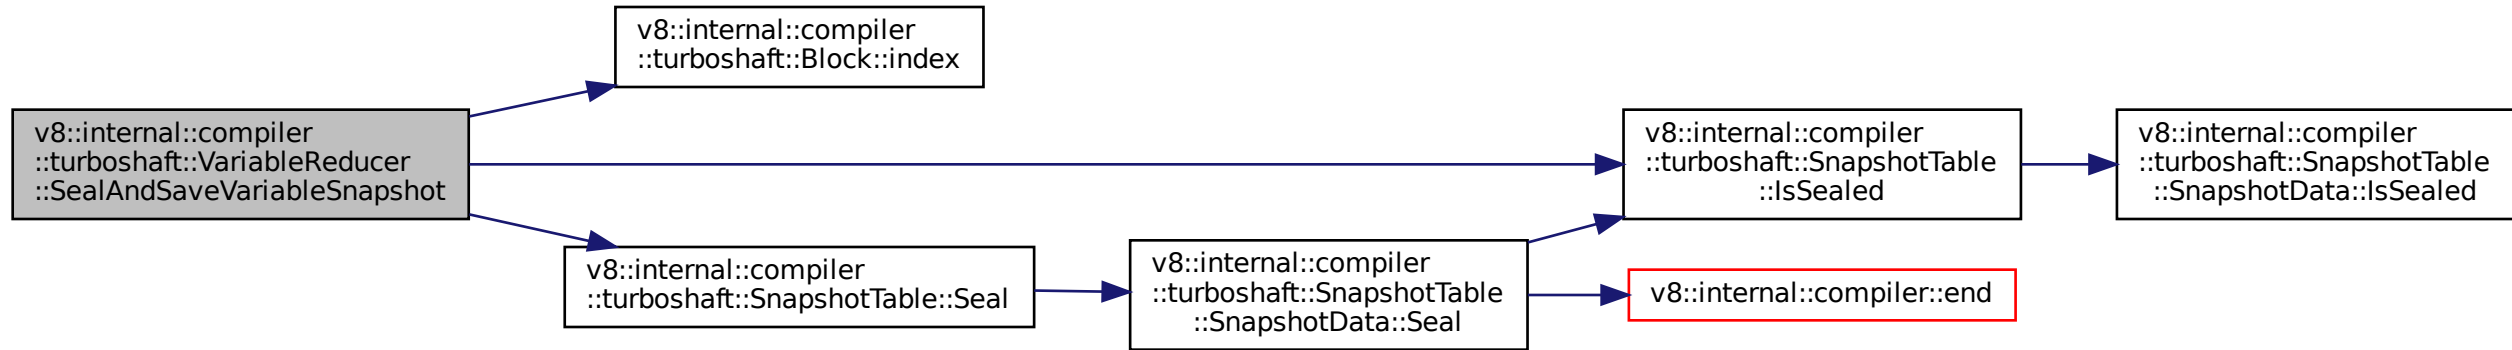 v8::internal::compiler
::turboshaft::Block::index
v8::internal::compiler
::turboshaft::VariableReducer
::SealAndSaveVariableSnapshot
v8::internal::compiler
::turboshaft::SnapshotTable
::IsSealed
v8::internal::compiler
::turboshaft::SnapshotTable
::SnapshotData::IsSealed
v8::internal::compiler
::turboshaft::SnapshotTable::Seal
v8::internal::compiler
::turboshaft::SnapshotTable
::SnapshotData::Seal
v8::internal::compiler::end